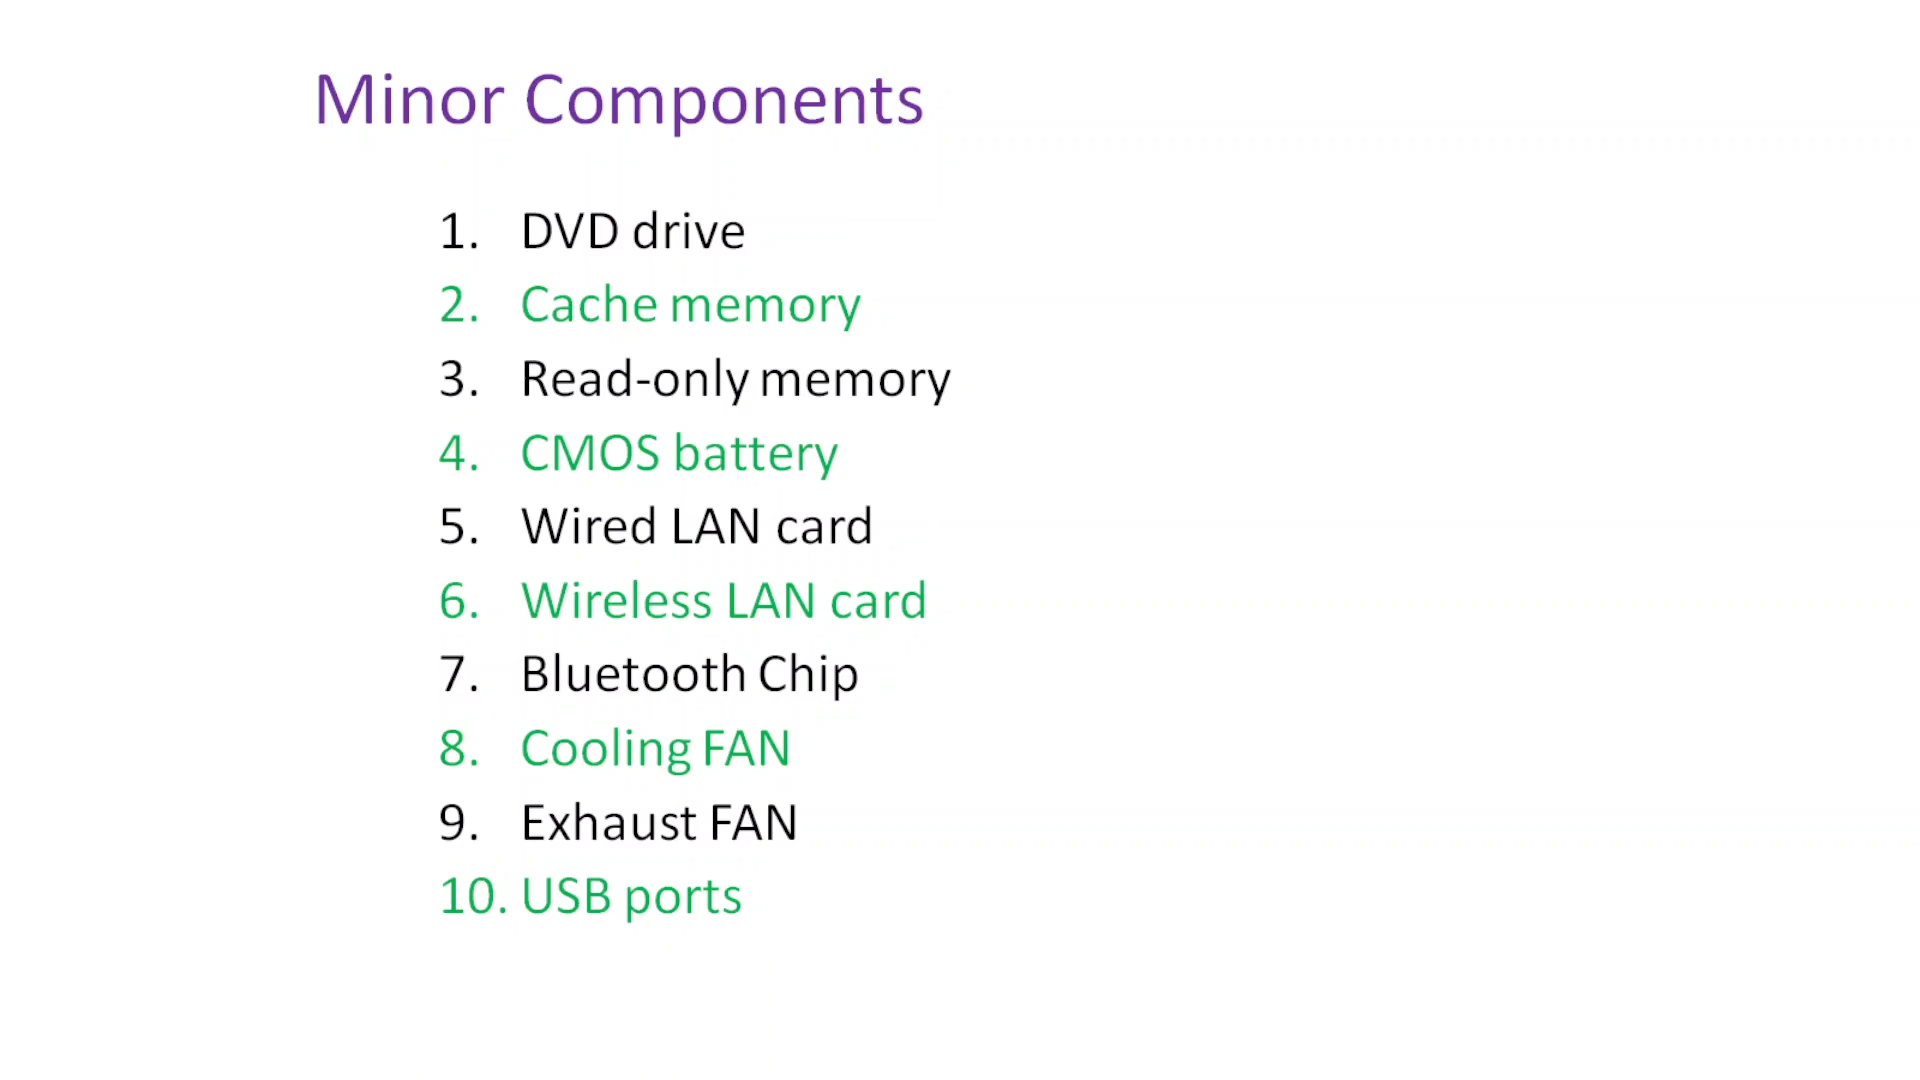 Minor Components
1. DVD drive
2. Cache memory
3. Read-only memory
4. CMOS battery
5. Wired LAN card
6. Wireless LAN card
7. Bluetooth Chip
8. Cooling FAN
9. Exhaust FAN
10. USB ports